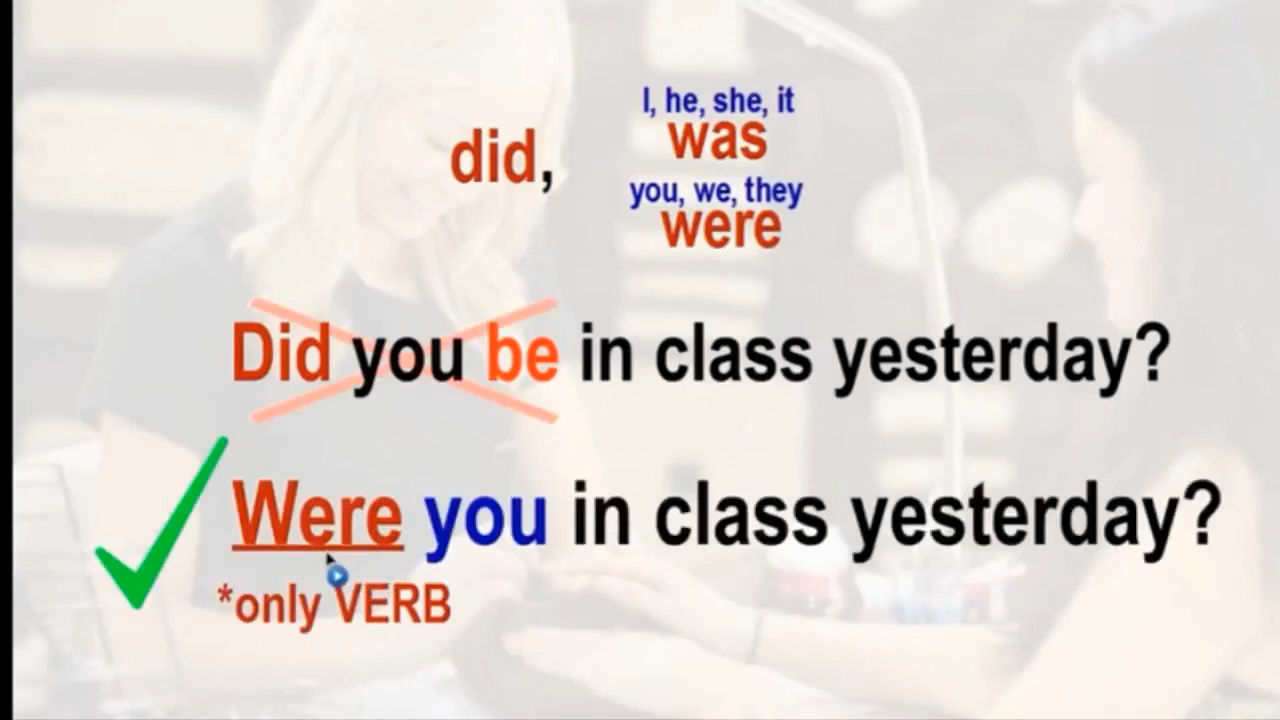 I, he, she, it
did, was
you, we, they
were
Did you be in class yesterday?
Were you in class yesterday?
*only VERB